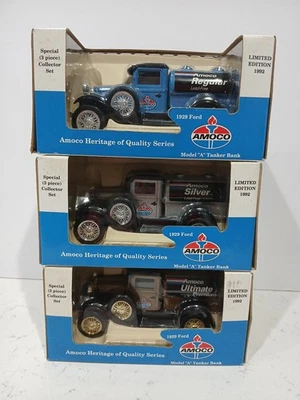 Special
(3 piece)
Collector
Set
LIMITED
EDITION
1992
Amoco
Regular
Lead-Free
1929 Ford
AMOCO
Amoco Heritage of Quality Series
Model "A" Tanker Bank
Special
(3 piece)
Collector
Set
LIMITED
EDITION
1992
Amoco
Silver
1929 Ford
AMOCO
Amoco Heritage of Quality Series
Model "A" Tanker Bank
Special
(3 piece)
Collector
Set
LIMITED
EDITION
1992
Amoco
Ultimate
1929 Ford
AMOCO
Amoco Heritage of Quality Series
Model "A" Tanker Bank